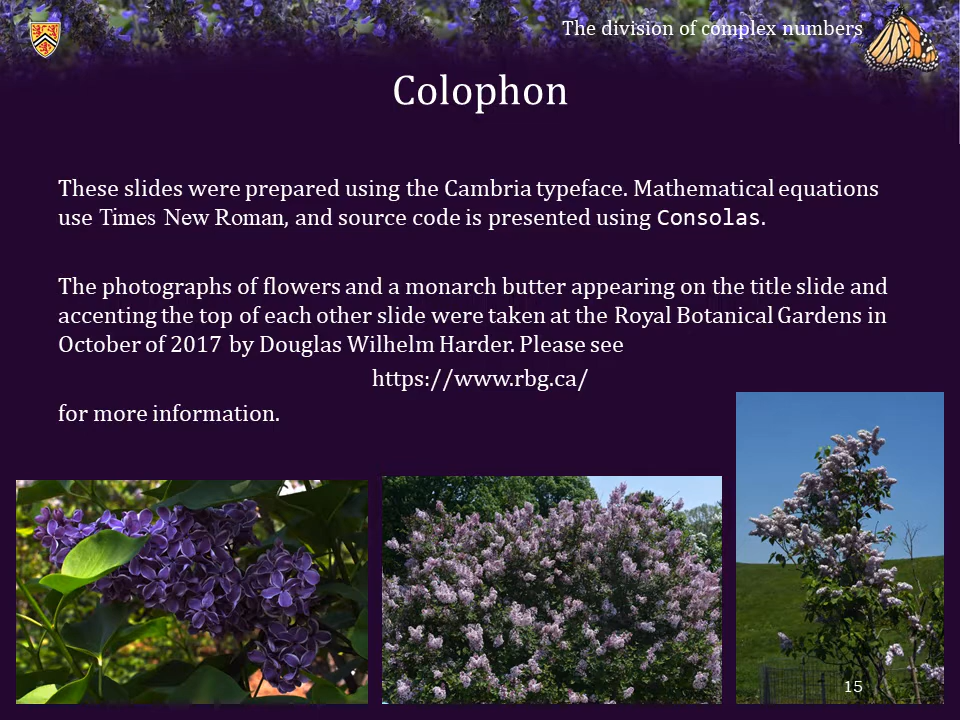 The division of complex numbers
Colophon
These slides were prepared using the Cambria typeface. Mathematical equations
use Times New Roman, and source code is presented using Consolas.
The photographs of flowers and a monarch butter appearing on the title slide and
accenting the top of each other slide were taken at the Royal Botanical Gardens in
October of 2017 by Douglas Wilhelm Harder. Please see
https://www.rbg.ca/
for more information.
15